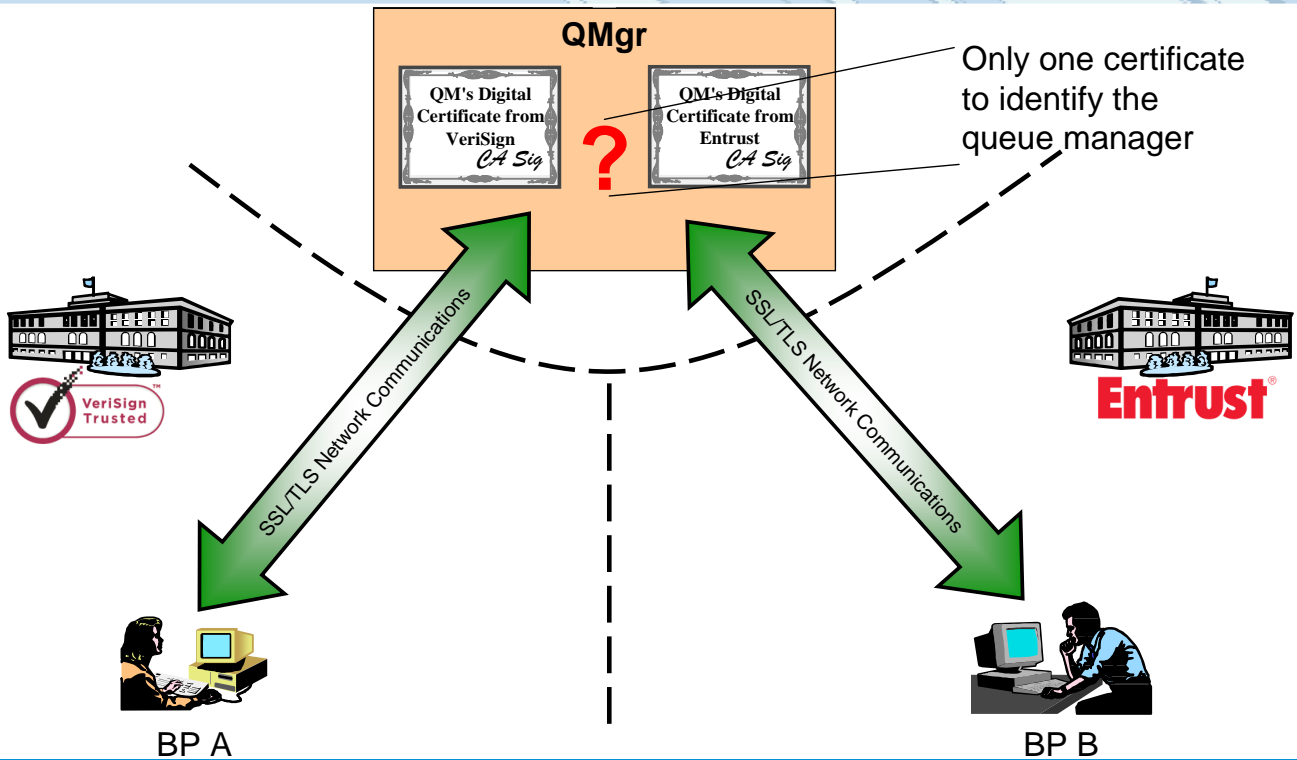 QMgr
QM's Digital
Certificate from
VeriSign
CA Sig
?
QM's Digital
Certificate from
Entrust
CA Sig
Only one certificate
to identify the
queue manager
SSL/TLS Network Communications
SSL/TLS Network Communications
VeriSign
Trusted
TM
Entrust®
BP A
BP B